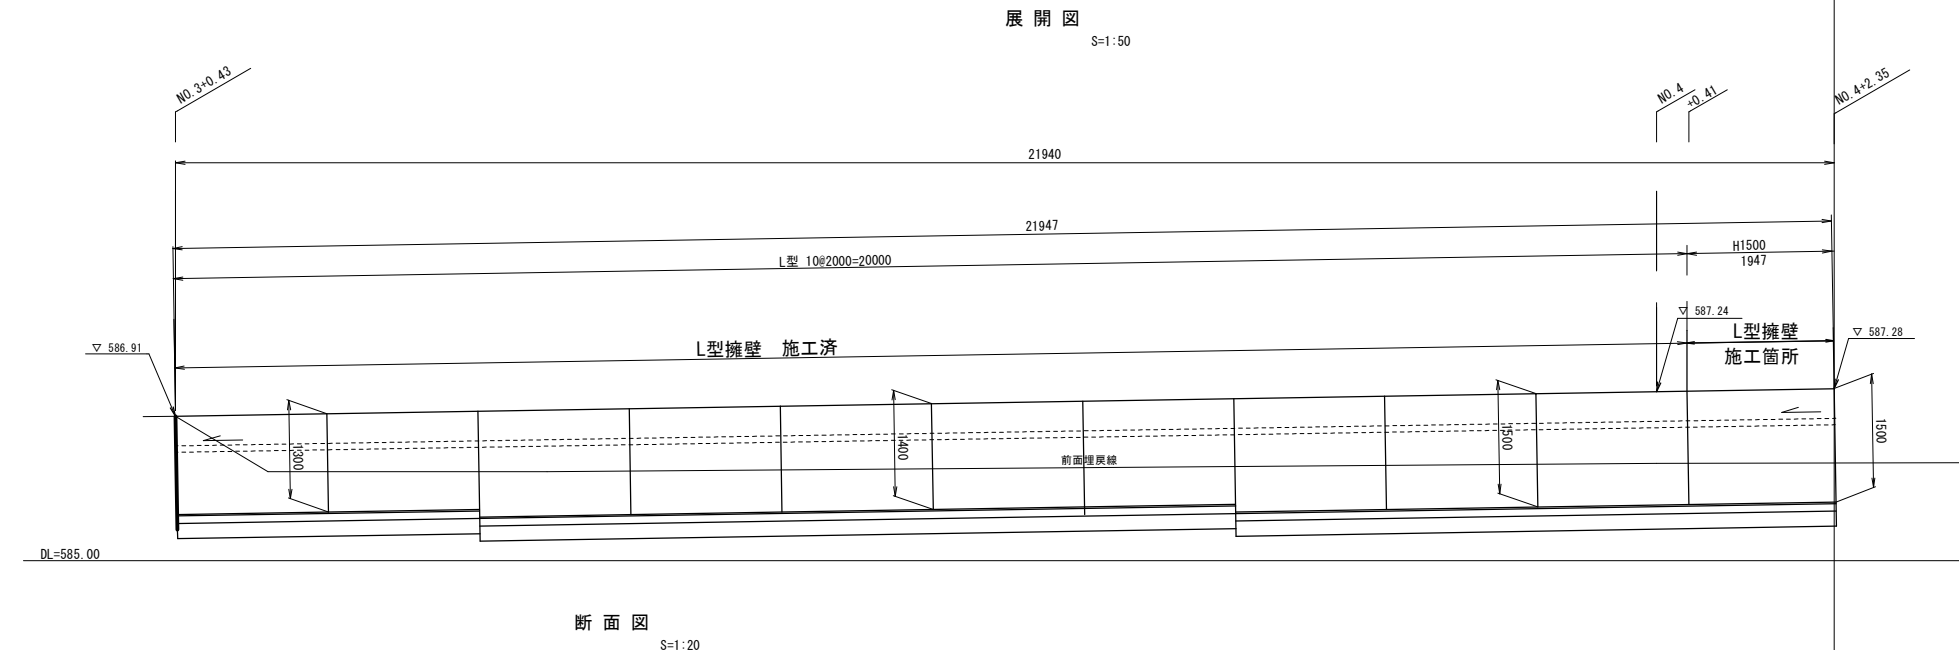 展 開 図
S=1:50
NO.3+0.43
NO.4
+0.41
NO.4+2.35
21940
21947
L型 10@2000=20000
H1500
1947
▽ 587.24
L型擁壁 施工済
L型擁壁
施工箇所
▽ 586.91
▽ 587.28
1300
1400
1500
1500
前面埋戻線
DL=585.00
断 面 図
S=1:20